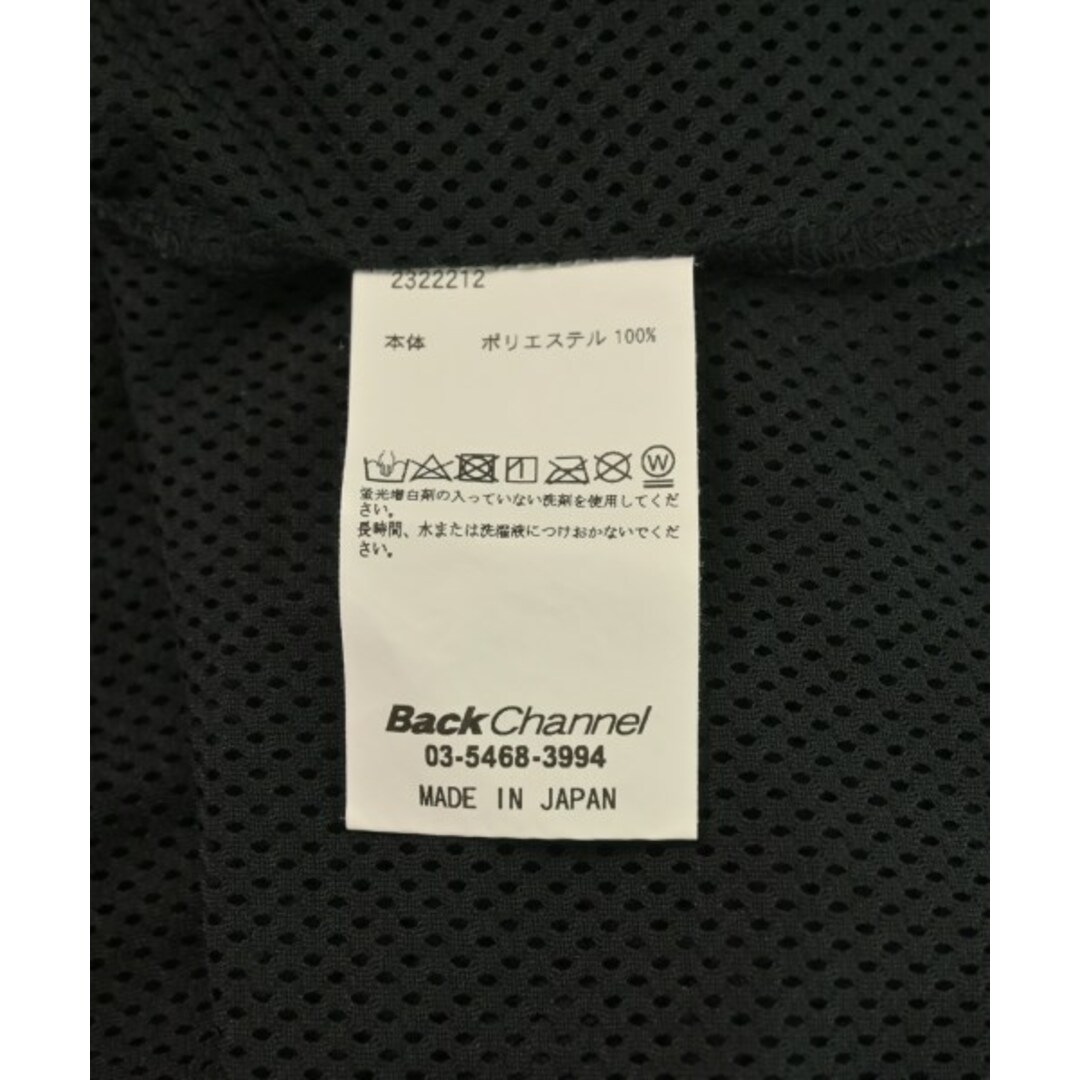 2322212
本体 ポリエステル 100%
W
蛍光増白剤の入っていない洗剤を使用してくだ
さい。
長時間、水または洗濯液につけおかないでくだ
さい。
Back Channel
03-5468-3994
MADE IN JAPAN